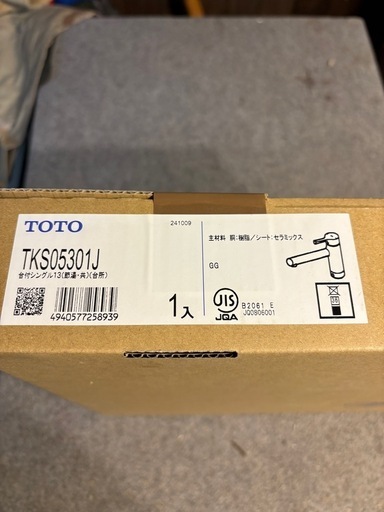 TOTO
241009
主材料 胴:樹脂/シート:セラミックス
TKS05301J
台付シングル13(節湯・共)(台所)
GG
1入
4940577258939
JIS
JQA
B2061 E
JQ0806001